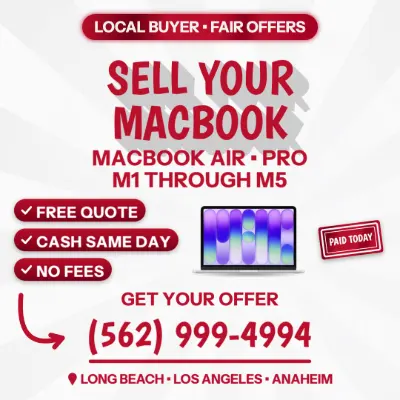 LOCAL BUYER • FAIR OFFERS
SELL YOUR
MACBOOK
MACBOOK AIR • PRO
M1 THROUGH M5
FREE QUOTE
CASH SAME DAY
NO FEES
PAID TODAY
GET YOUR OFFER
(562) 999-4994
LONG BEACH • LOS ANGELES • ANAHEIM